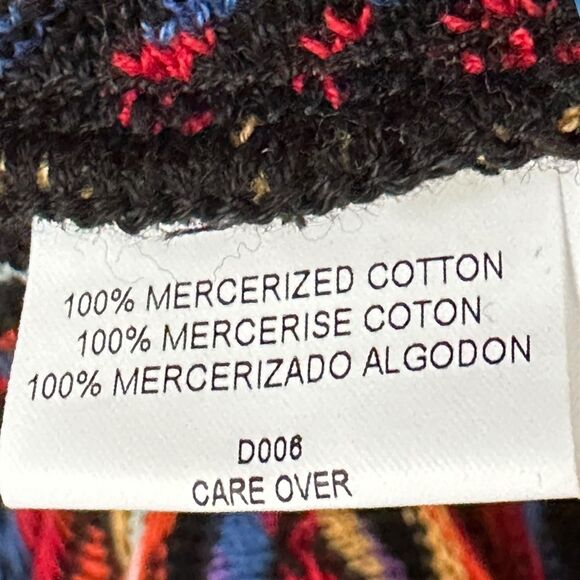 100% MERCERIZED COTTON
100% MERCERISE COTON
100% MERCERIZADO ALGODON
D006
CARE OVER